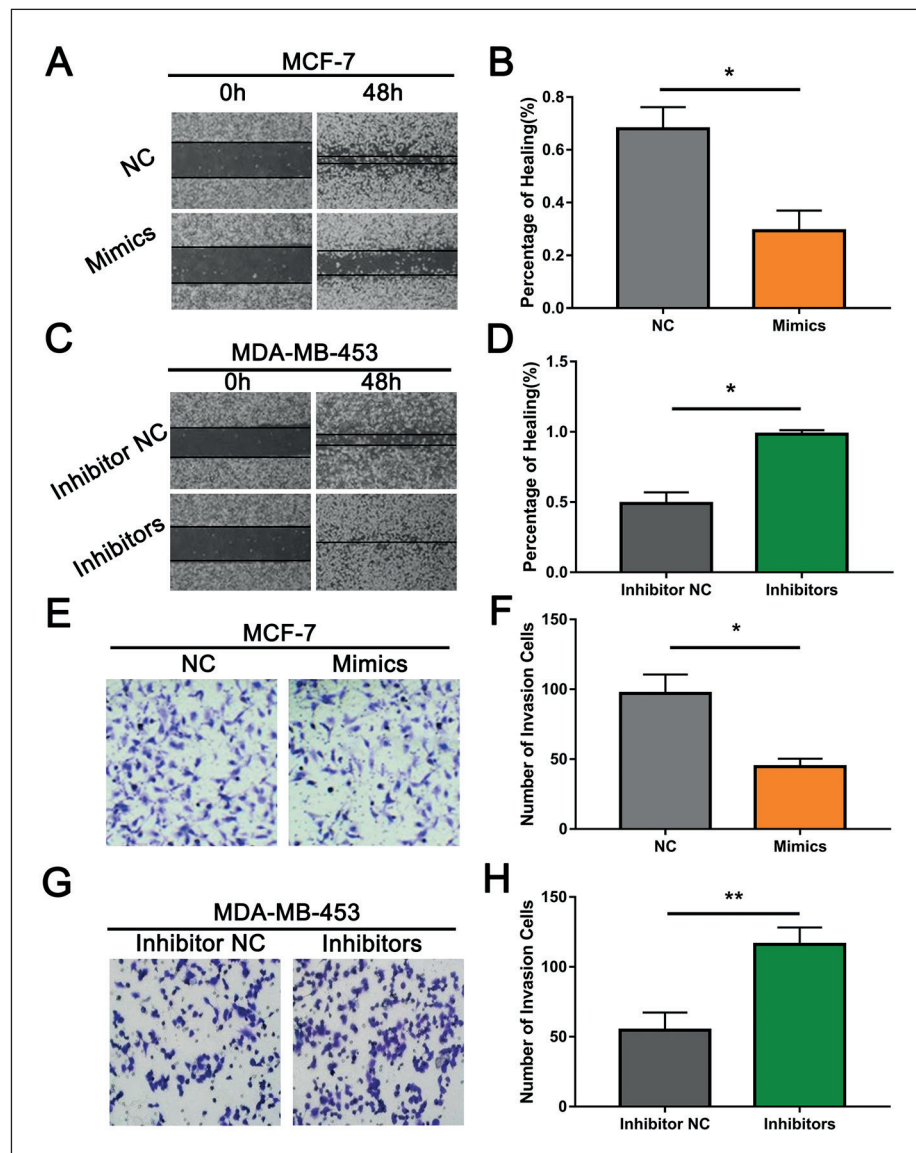 A
MCF-7
0h 48h
NC
Mimics
B
*
Percentage of Healing(%)
0.8
0.6
0.4
0.2
0.0
NC Mimics
C
MDA-MB-453
0h 48h
Inhibitor NC
Inhibitors
D
*
Percentage of Healing(%)
1.5
1.0
0.5
0.0
Inhibitor NC Inhibitors
E
MCF-7
NC Mimics
F
*
Number of Invasion Cells
150
100
50
0
NC Mimics
G
MDA-MB-453
Inhibitor NC Inhibitors
H
**
Number of Invasion Cells
150
100
50
0
Inhibitor NC Inhibitors